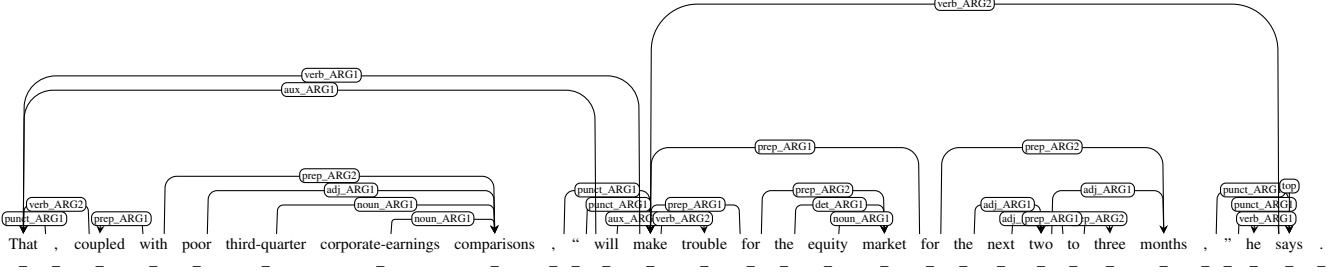 verb_ARG2
verb_ARG1
aux_ARG1
prep_ARG1 prep_ARG2
prep_ARG2
adj_ARG1 punct_ARG1 prep_ARG2 adj_ARG1 top
verb_ARG2 noun_ARG1 punct_ARG1 prep_ARG1 det_ARG1 adj_ARG1 punct_ARG1
punct_ARG1 prep_ARG1 noun_ARG1 verb_ARG2 noun_ARG1 prep_ARG1 verb_ARG1
That , coupled with poor third-quarter corporate-earnings comparisons , “ will make trouble for the equity market for the next two to three months , ” he says .